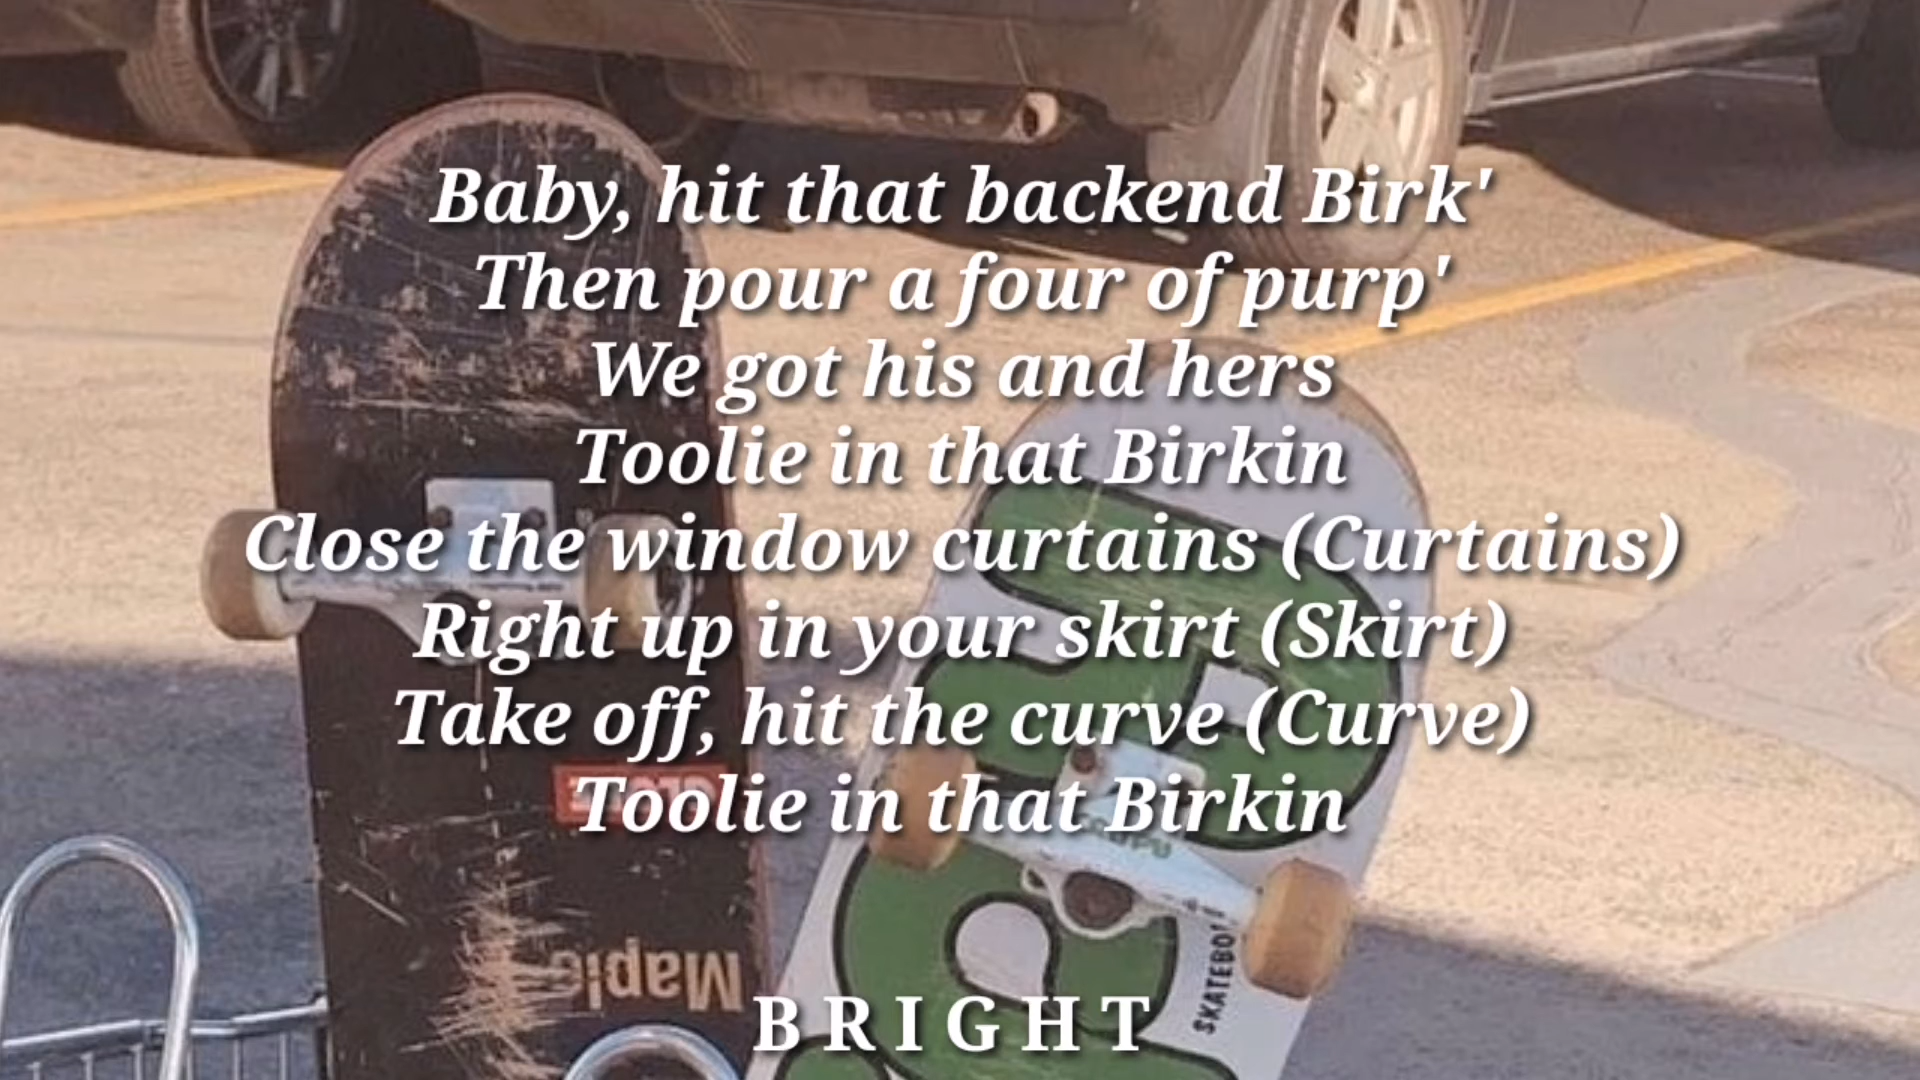 Baby, hit that backend Birk'
Then pour a four of purp'
We got his and hers
Toolie in that Birkin
Close the window curtains (Curtains)
Right up in your skirt (Skirt)
Take off, hit the curve (Curve)
Toolie in that Birkin
Maple
BRIGHT